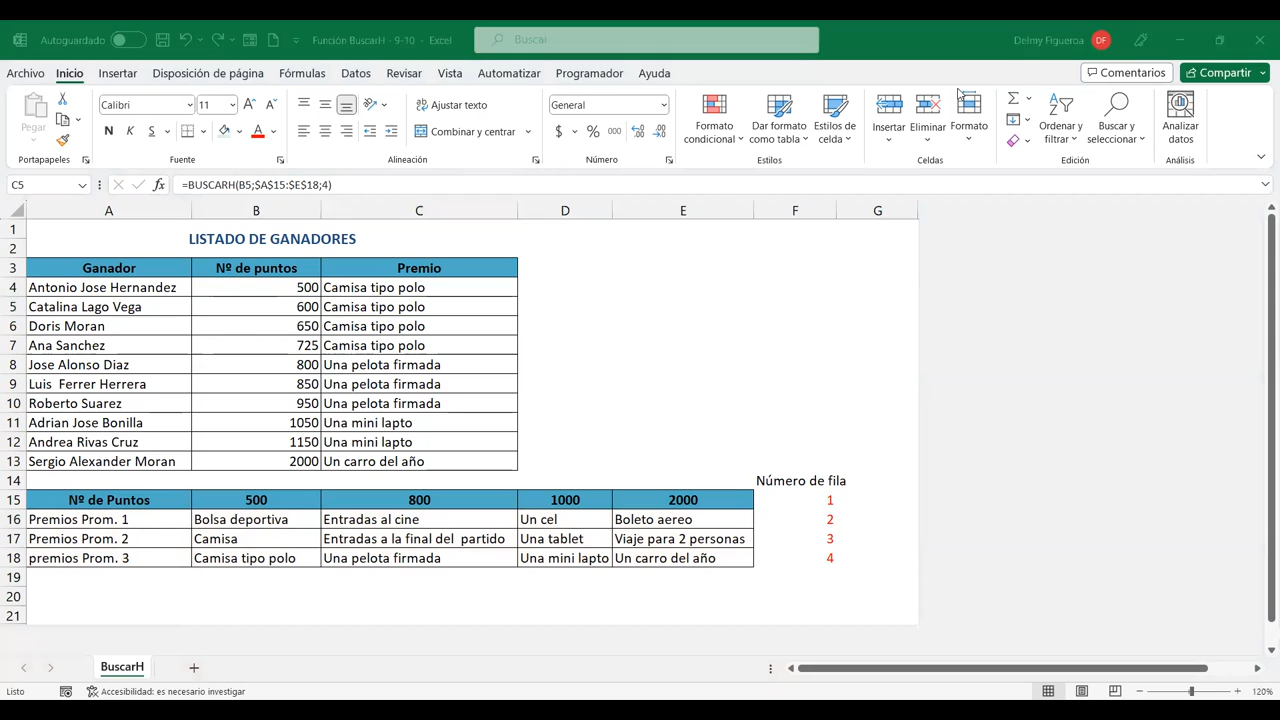 Autoguardado
Función BuscarH - 9-10 - Excel
Buscar
Delmy Figueroa DF
Archivo Inicio Insertar Disposición de página Fórmulas Datos Revisar Vista Automatizar Programador Ayuda Comentarios Compartir
Pegar
Portapapeles
Calibri 11
N K S
Fuente
Ajustar texto
Combinar y centrar
Alineación
General
$ % 000
Número
Formato condicional
Dar formato como tabla
Estilos de celda
Estilos
Insertar Eliminar Formato
Celdas
Ordenar y filtrar
Buscar y seleccionar
Edición
Analizar datos
Análisis
C5 fx =BUSCARH(B5;$A$15:$E$18;4)
A B C D E F G
1 LISTADO DE GANADORES
2
3 Ganador Nº de puntos Premio
4 Antonio Jose Hernandez 500 Camisa tipo polo
5 Catalina Lago Vega 600 Camisa tipo polo
6 Doris Moran 650 Camisa tipo polo
7 Ana Sanchez 725 Camisa tipo polo
8 Jose Alonso Diaz 800 Una pelota firmada
9 Luis  Ferrer Herrera 850 Una pelota firmada
10 Roberto Suarez 950 Una pelota firmada
11 Adrian Jose Bonilla 1050 Una mini lapto
12 Andrea Rivas Cruz 1150 Una mini lapto
13 Sergio Alexander Moran 2000 Un carro del año
14 Número de fila
15 Nº de Puntos 500 800 1000 2000 1
16 Premios Prom. 1 Bolsa deportiva Entradas al cine Un cel Boleto aereo 2
17 Premios Prom. 2 Camisa Entradas a la final del  partido Una tablet Viaje para 2 personas 3
18 premios Prom. 3 Camisa tipo polo Una pelota firmada Una mini lapto Un carro del año 4
19
20
21
BuscarH
Listo Accesibilidad: es necesario investigar 120%